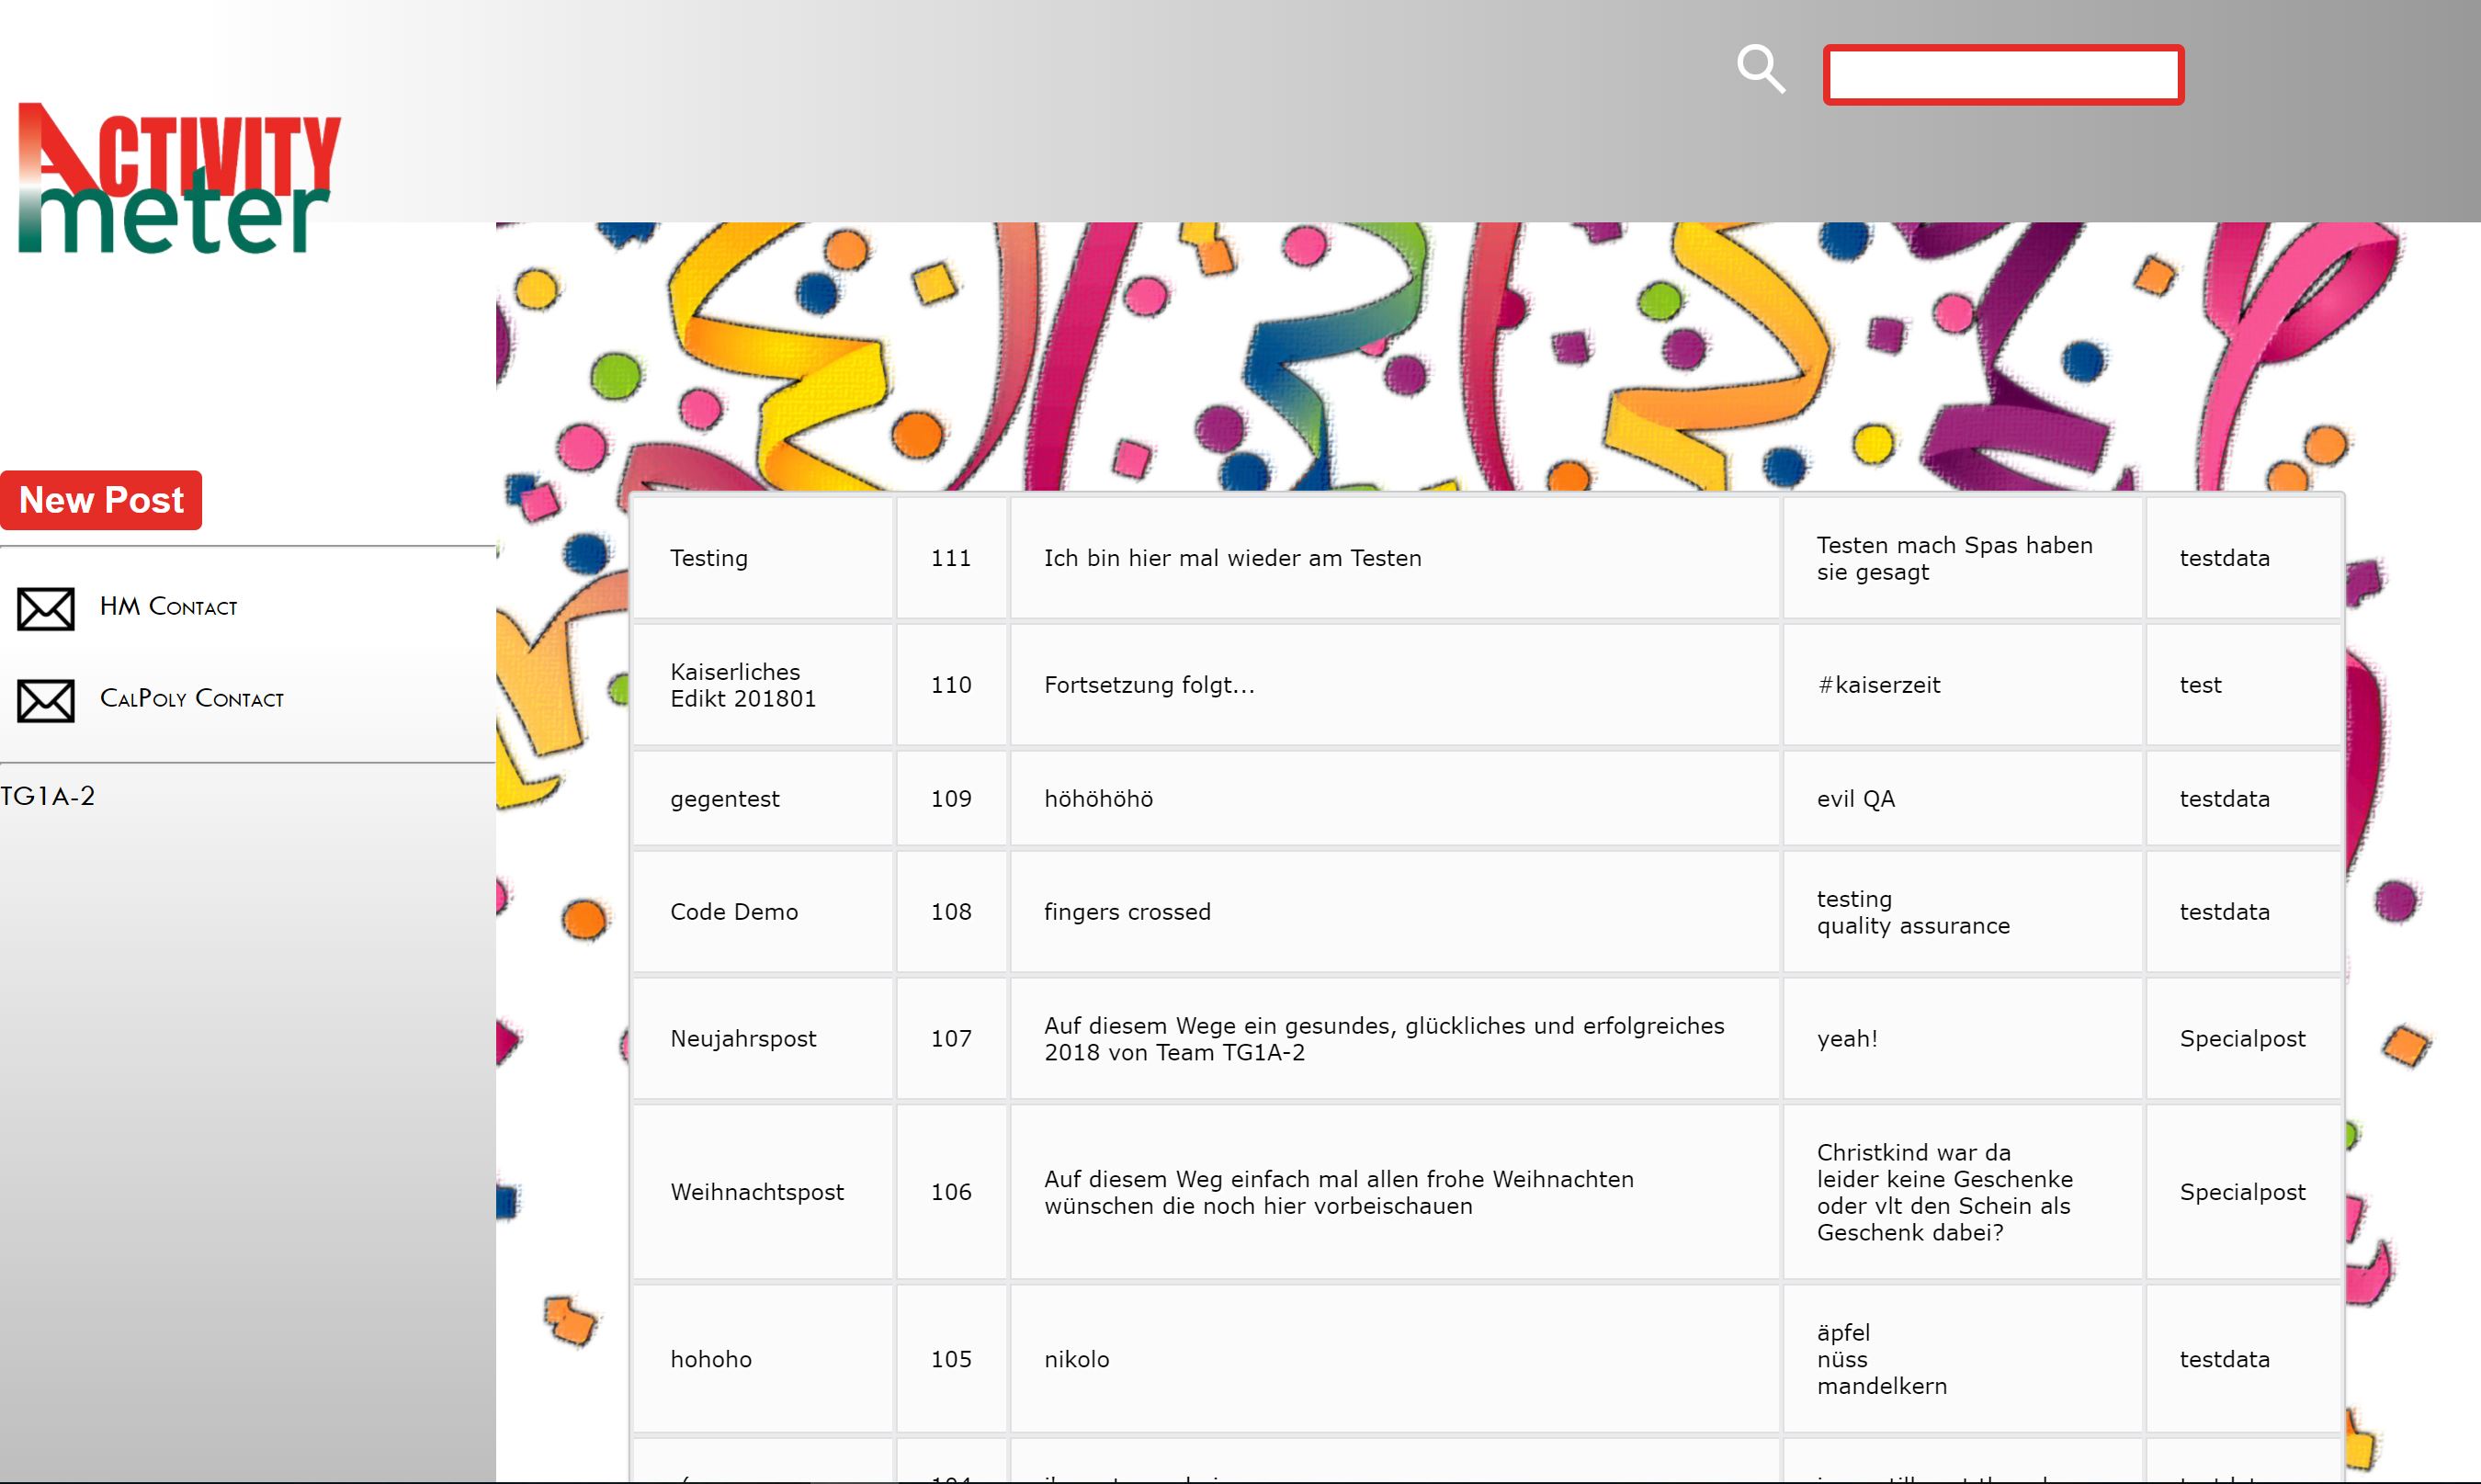 ACTIVITY
meter
New Post
HM Contact
CalPoly Contact
TG1A-2
Testing
111
Ich bin hier mal wieder am Testen
Testen mach Spas haben
sie gesagt
testdata
Kaiserliches
Edikt 201801
110
Fortsetzung folgt...
#kaiserzeit
test
gegentest
109
höhöhöhö
evil QA
testdata
Code Demo
108
fingers crossed
testing
quality assurance
testdata
Neujahrspost
107
Auf diesem Wege ein gesundes, glückliches und erfolgreiches
2018 von Team TG1A-2
yeah!
Specialpost
Weihnachtspost
106
Auf diesem Weg einfach mal allen frohe Weihnachten
wünschen die noch hier vorbeischauen
Christkind war da
leider keine Geschenke
oder vlt den Schein als
Geschenk dabei?
Specialpost
hohoho
105
nikolo
äpfel
nüss
mandelkern
testdata